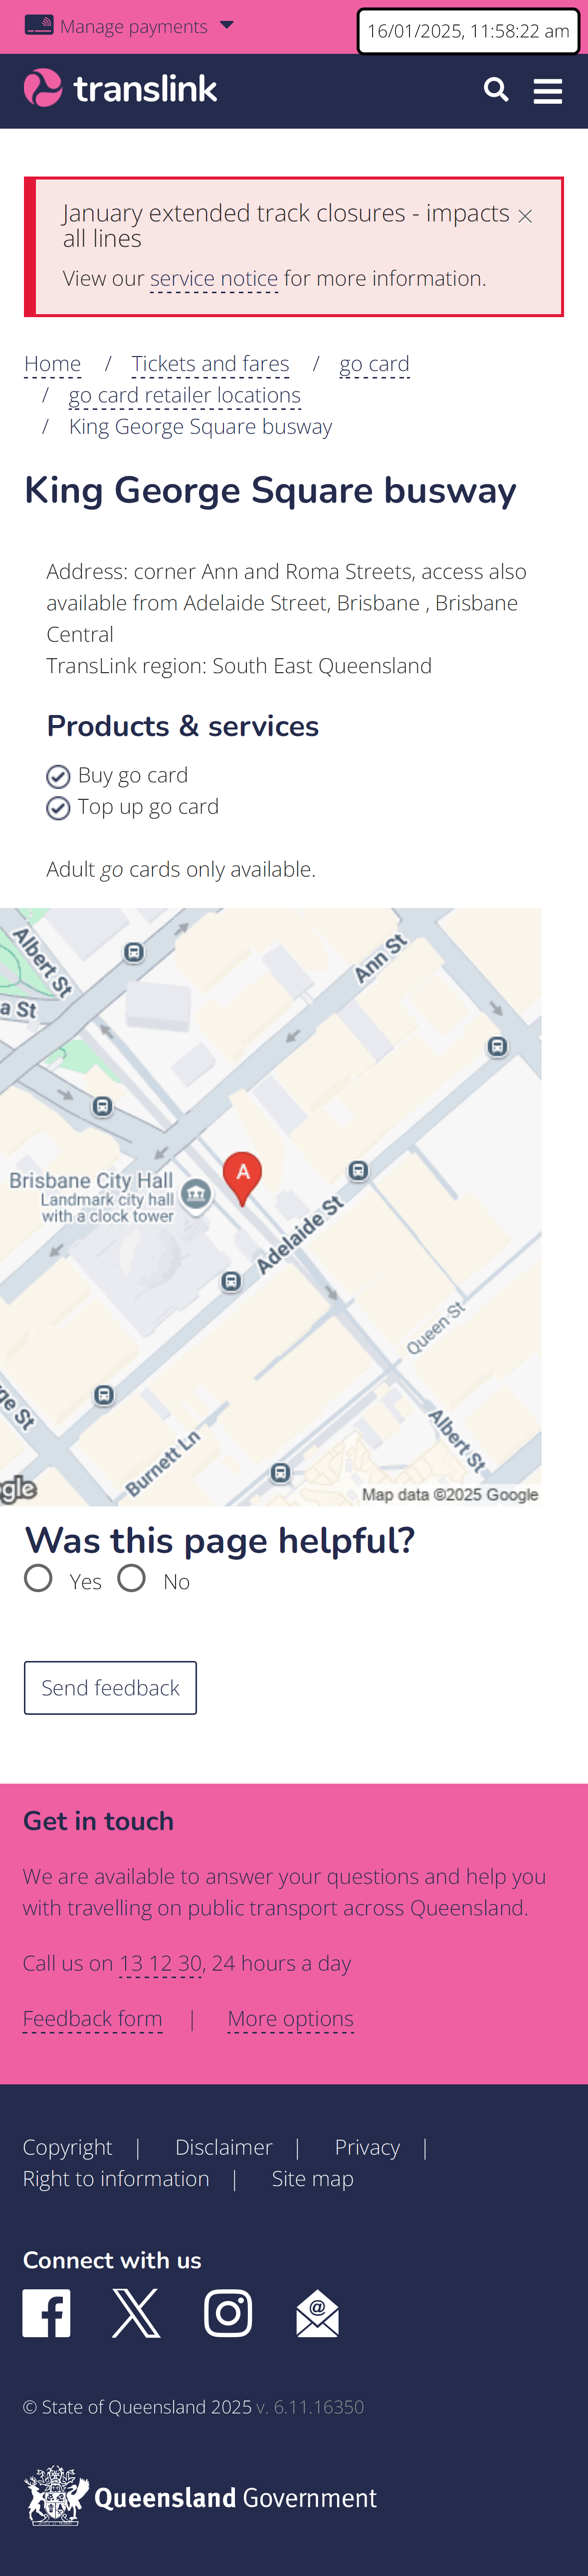 Manage payments
16/01/2025, 11:58:22 am
translink
January extended track closures - impacts
all lines
View our service notice for more information.
Home / Tickets and fares / go card
/ go card retailer locations
/ King George Square busway
King George Square busway
Address: corner Ann and Roma Streets, access also
available from Adelaide Street, Brisbane , Brisbane
Central
TransLink region: South East Queensland
Products & services
Buy go card
Top up go card
Adult go cards only available.
Albert St
Ann St
a St
A
Brisbane City Hall
Landmark city hall
with a clock tower
Adelaide St
Queen St
ge St
Albert St
Burnett Ln
gle
Map data ©2025 Google
Was this page helpful?
Yes No
Send feedback
Get in touch
We are available to answer your questions and help you
with travelling on public transport across Queensland.
Call us on 13 12 30, 24 hours a day
Feedback form | More options
Copyright | Disclaimer | Privacy |
Right to information | Site map
Connect with us
© State of Queensland 2025 v. 6.11.16350
Queensland Government